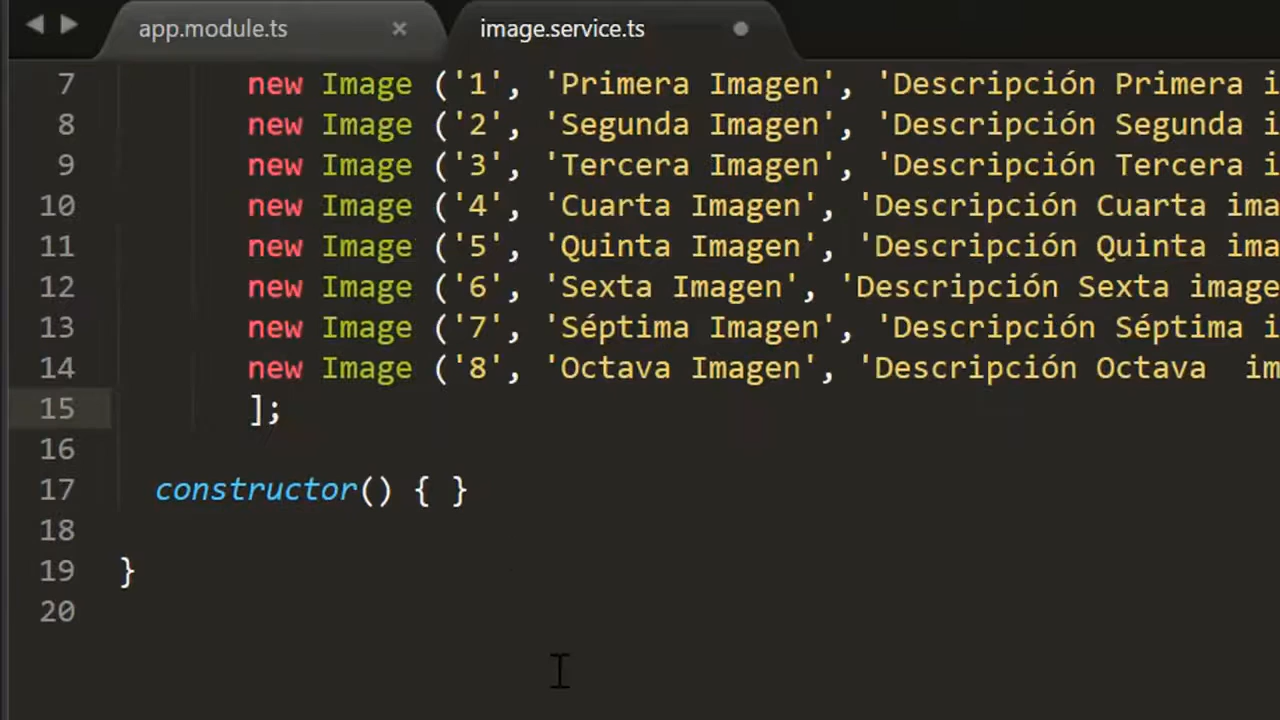 app.module.ts × image.service.ts
7 new Image ('1', 'Primera Imagen', 'Descripción Primera i
8 new Image ('2', 'Segunda Imagen', 'Descripción Segunda i
9 new Image ('3', 'Tercera Imagen', 'Descripción Tercera i
10 new Image ('4', 'Cuarta Imagen', 'Descripción Cuarta ima
11 new Image ('5', 'Quinta Imagen', 'Descripción Quinta ima
12 new Image ('6', 'Sexta Imagen', 'Descripción Sexta image
13 new Image ('7', 'Séptima Imagen', 'Descripción Séptima i
14 new Image ('8', 'Octava Imagen', 'Descripción Octava  im
15 ];
16
17 constructor() { }
18
19 }
20